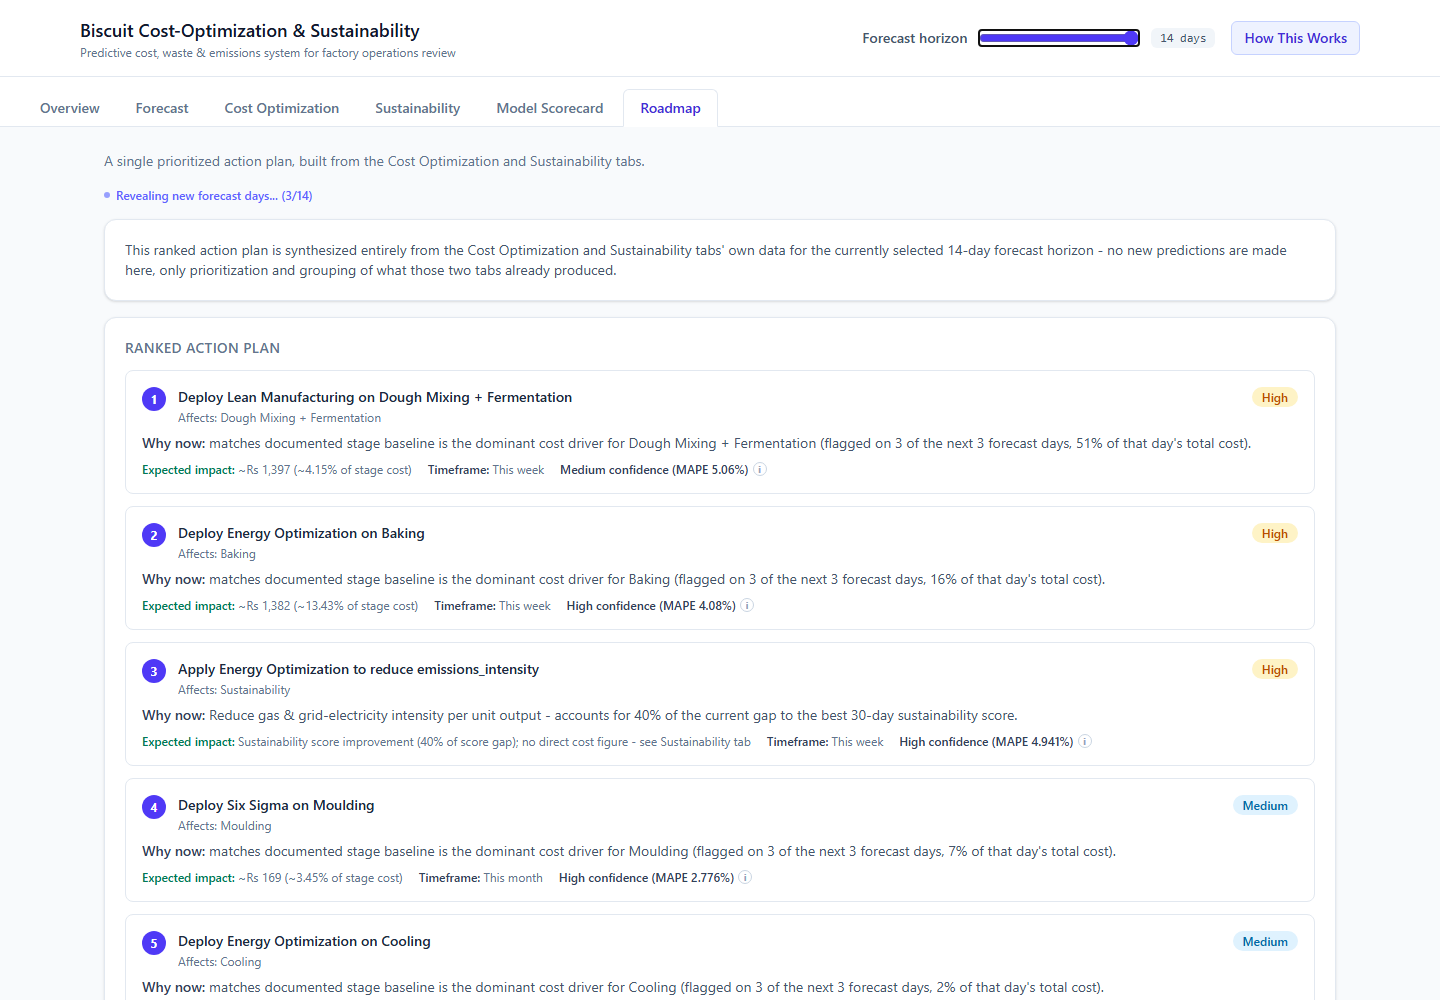 Biscuit Cost-Optimization & Sustainability
Predictive cost, waste & emissions system for factory operations review
Forecast horizon
14 days
How This Works
Overview
Forecast
Cost Optimization
Sustainability
Model Scorecard
Roadmap
A single prioritized action plan, built from the Cost Optimization and Sustainability tabs.
Revealing new forecast days... (3/14)
This ranked action plan is synthesized entirely from the Cost Optimization and Sustainability tabs' own data for the currently selected 14-day forecast horizon - no new predictions are made
here, only prioritization and grouping of what those two tabs already produced.
RANKED ACTION PLAN
1 Deploy Lean Manufacturing on Dough Mixing + Fermentation High
Affects: Dough Mixing + Fermentation
Why now: matches documented stage baseline is the dominant cost driver for Dough Mixing + Fermentation (flagged on 3 of the next 3 forecast days, 51% of that day's total cost).
Expected impact: ~Rs 1,397 (~4.15% of stage cost) Timeframe: This week Medium confidence (MAPE 5.06%) i
2 Deploy Energy Optimization on Baking High
Affects: Baking
Why now: matches documented stage baseline is the dominant cost driver for Baking (flagged on 3 of the next 3 forecast days, 16% of that day's total cost).
Expected impact: ~Rs 1,382 (~13.43% of stage cost) Timeframe: This week High confidence (MAPE 4.08%) i
3 Apply Energy Optimization to reduce emissions_intensity High
Affects: Sustainability
Why now: Reduce gas & grid-electricity intensity per unit output - accounts for 40% of the current gap to the best 30-day sustainability score.
Expected impact: Sustainability score improvement (40% of score gap); no direct cost figure - see Sustainability tab Timeframe: This week High confidence (MAPE 4.941%) i
4 Deploy Six Sigma on Moulding Medium
Affects: Moulding
Why now: matches documented stage baseline is the dominant cost driver for Moulding (flagged on 3 of the next 3 forecast days, 7% of that day's total cost).
Expected impact: ~Rs 169 (~3.45% of stage cost) Timeframe: This month High confidence (MAPE 2.776%) i
5 Deploy Energy Optimization on Cooling Medium
Affects: Cooling
Why now: matches documented stage baseline is the dominant cost driver for Cooling (flagged on 3 of the next 3 forecast days, 2% of that day's total cost).